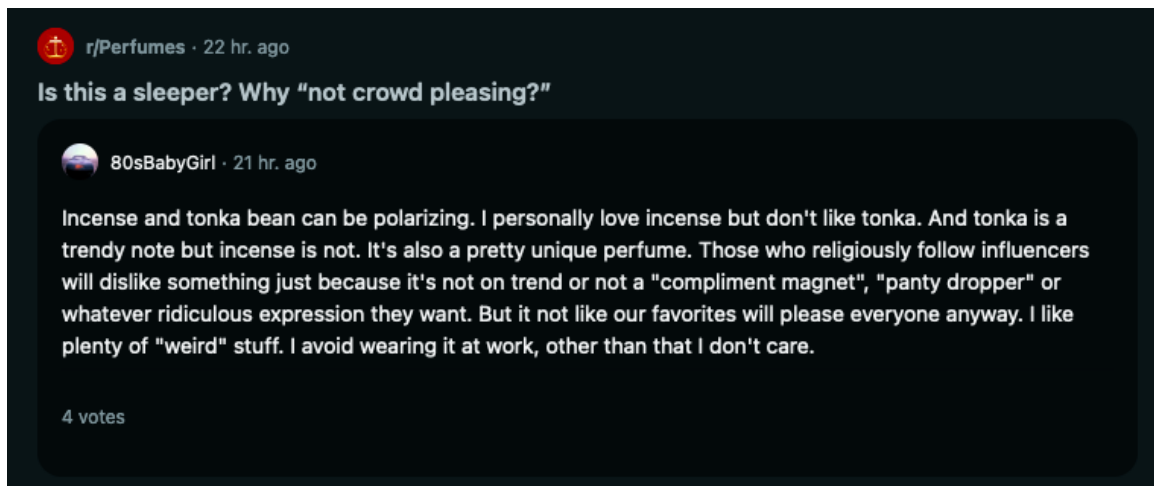 r/Perfumes · 22 hr. ago
Is this a sleeper? Why “not crowd pleasing?”
80sBabyGirl · 21 hr. ago
Incense and tonka bean can be polarizing. I personally love incense but don't like tonka. And tonka is a
trendy note but incense is not. It's also a pretty unique perfume. Those who religiously follow influencers
will dislike something just because it's not on trend or not a "compliment magnet", "panty dropper" or
whatever ridiculous expression they want. But it not like our favorites will please everyone anyway. I like
plenty of "weird" stuff. I avoid wearing it at work, other than that I don't care.
4 votes